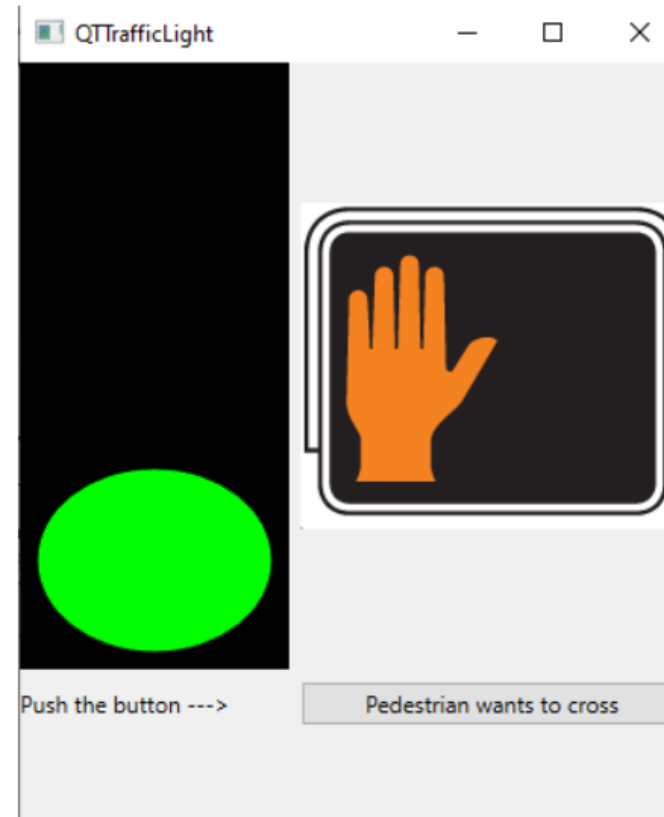 QTTrafficLight
Push the button --->
Pedestrian wants to cross